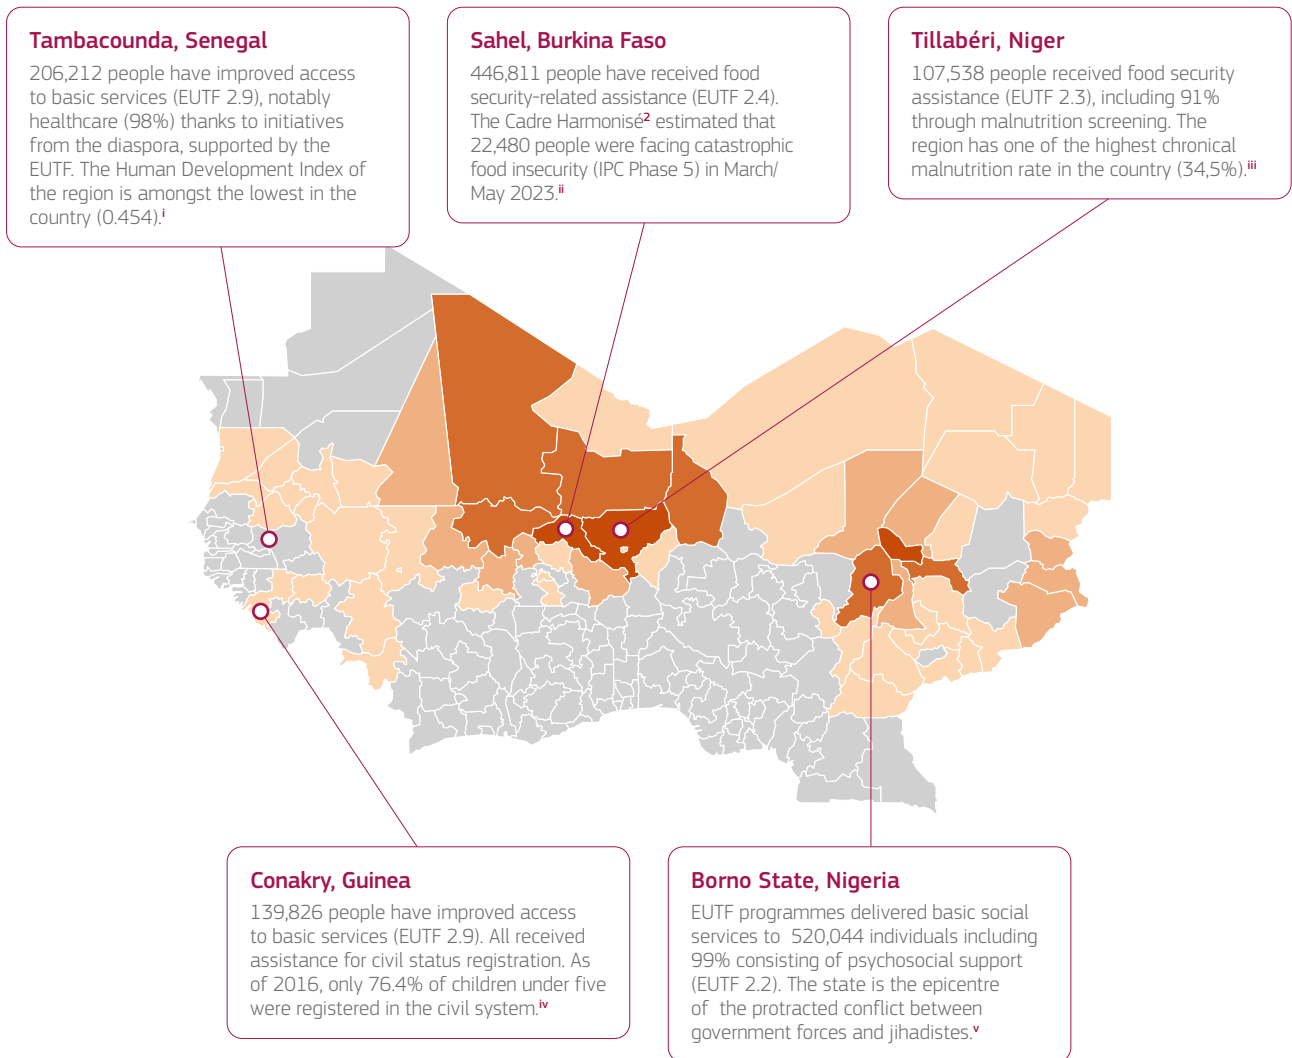 Tambacounda, Senegal
206,212 people have improved access
to basic services (EUTF 2.9), notably
healthcare (98%) thanks to initiatives
from the diaspora, supported by the
EUTF. The Human Development Index of
the region is amongst the lowest in the
country (0.454).i
Sahel, Burkina Faso
446,811 people have received food
security-related assistance (EUTF 2.4).
The Cadre Harmonisé2 estimated that
22,480 people were facing catastrophic
food insecurity (IPC Phase 5) in March/
May 2023.ii
Tillabéri, Niger
107,538 people received food security
assistance (EUTF 2.3), including 91%
through malnutrition screening. The
region has one of the highest chronical
malnutrition rate in the country (34,5%).iii
Conakry, Guinea
139,826 people have improved access
to basic services (EUTF 2.9). All received
assistance for civil status registration. As
of 2016, only 76.4% of children under five
were registered in the civil system.iv
Borno State, Nigeria
EUTF programmes delivered basic social
services to 520,044 individuals including
99% consisting of psychosocial support
(EUTF 2.2). The state is the epicentre
of the protracted conflict between
government forces and jihadistes.v